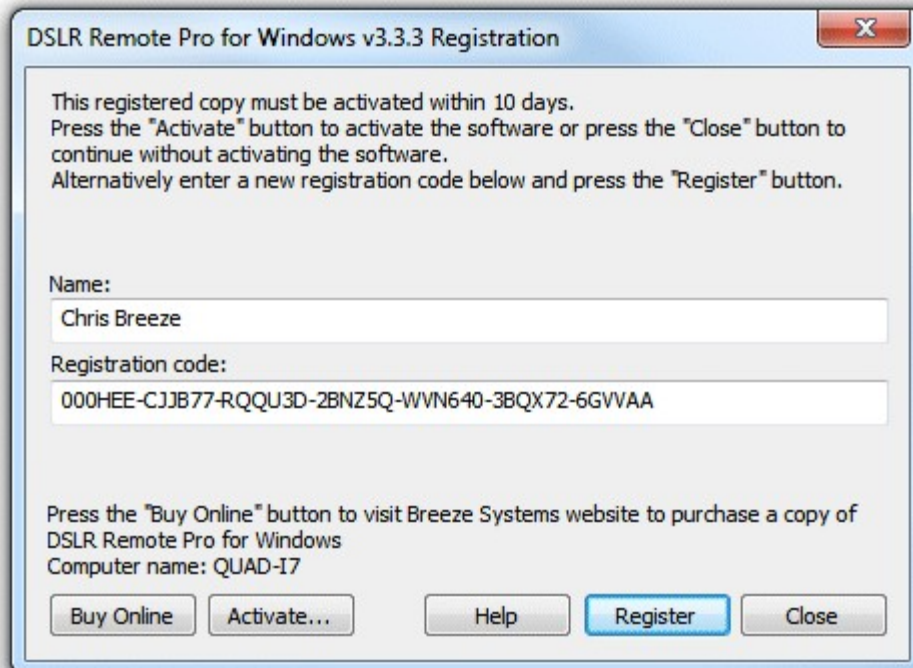 DSLR Remote Pro for Windows v3.3.3 Registration
This registered copy must be activated within 10 days.
Press the "Activate" button to activate the software or press the "Close" button to
continue without activating the software.
Alternatively enter a new registration code below and press the "Register" button.
Name:
Chris Breeze
Registration code:
000HEE-CJJB77-RQQU3D-2BNZ5Q-WVN640-3BQX72-6GVVAA
Press the "Buy Online" button to visit Breeze Systems website to purchase a copy of
DSLR Remote Pro for Windows
Computer name: QUAD-I7
Buy Online Activate... Help Register Close